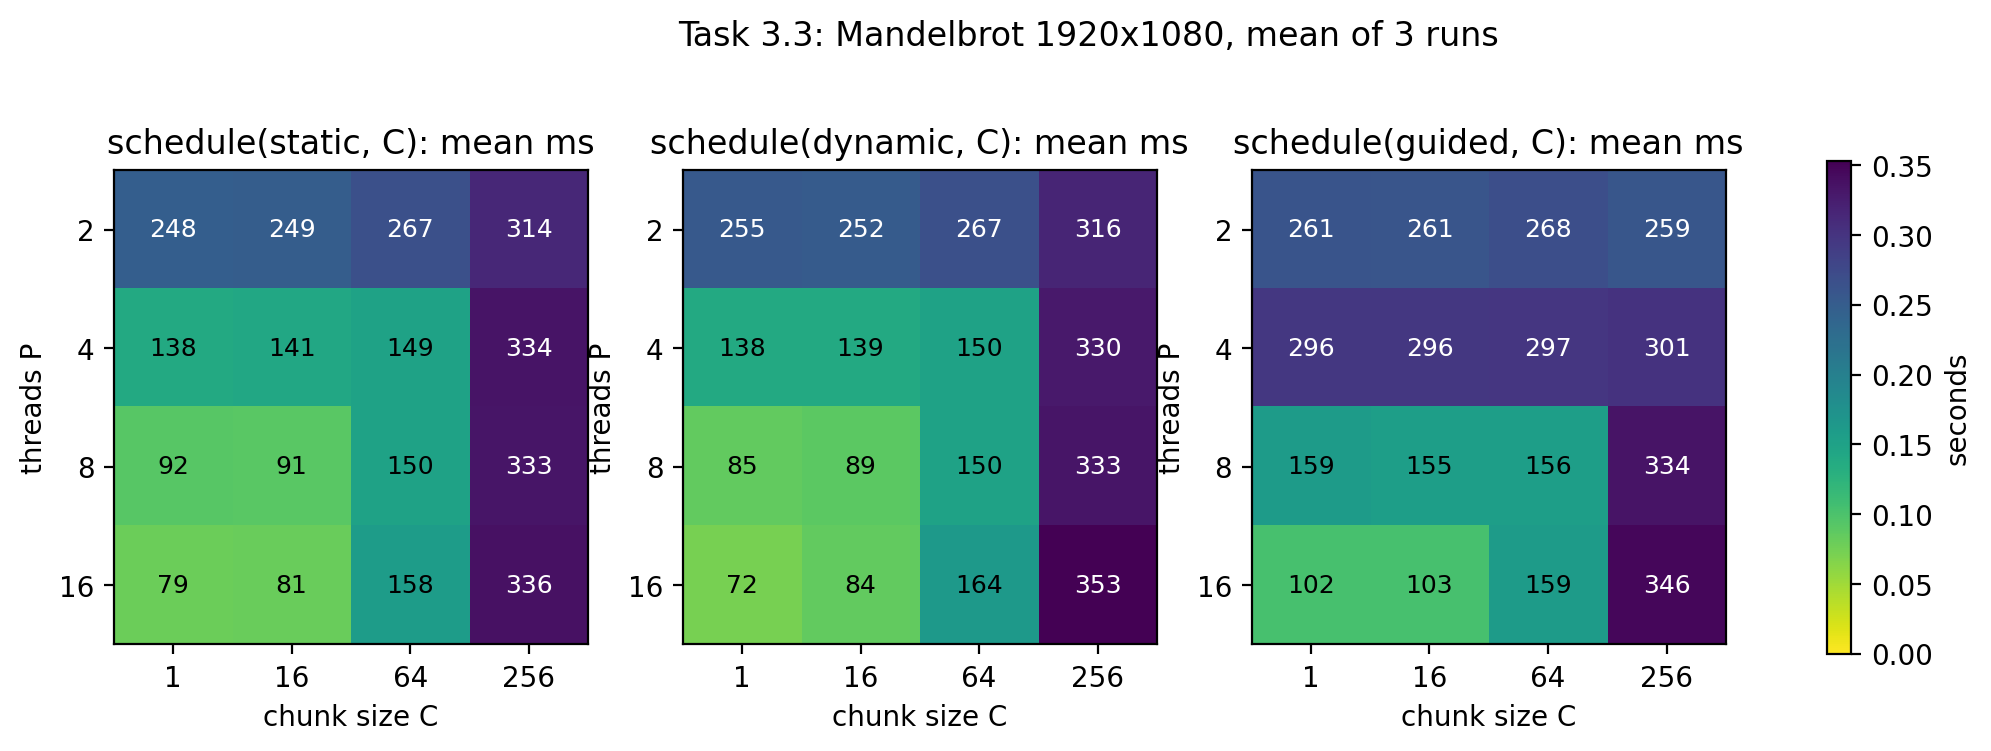 Task 3.3: Mandelbrot 1920x1080, mean of 3 runs
schedule(static, C): mean ms
threads P
2 248 249 267 314
4 138 141 149 334
8 92 91 150 333
16 79 81 158 336
1 16 64 256
chunk size C
schedule(dynamic, C): mean ms
threads P
2 255 252 267 316
4 138 139 150 330
8 85 89 150 333
16 72 84 164 353
1 16 64 256
chunk size C
schedule(guided, C): mean ms
threads P
2 261 261 268 259
4 296 296 297 301
8 159 155 156 334
16 102 103 159 346
1 16 64 256
chunk size C
0.35
0.30
0.25
0.20
0.15
0.10
0.05
0.00
seconds